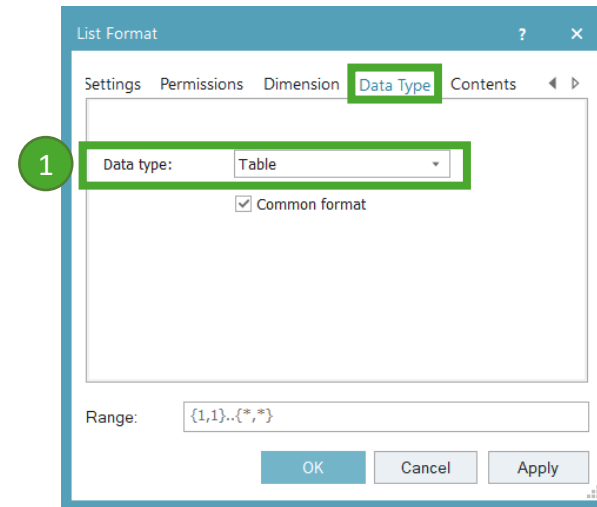 List Format ? ×
Settings Permissions Dimension Data Type Contents
1
Data type: Table
Common format
Range: {1,1}..{*,*}
OK Cancel Apply